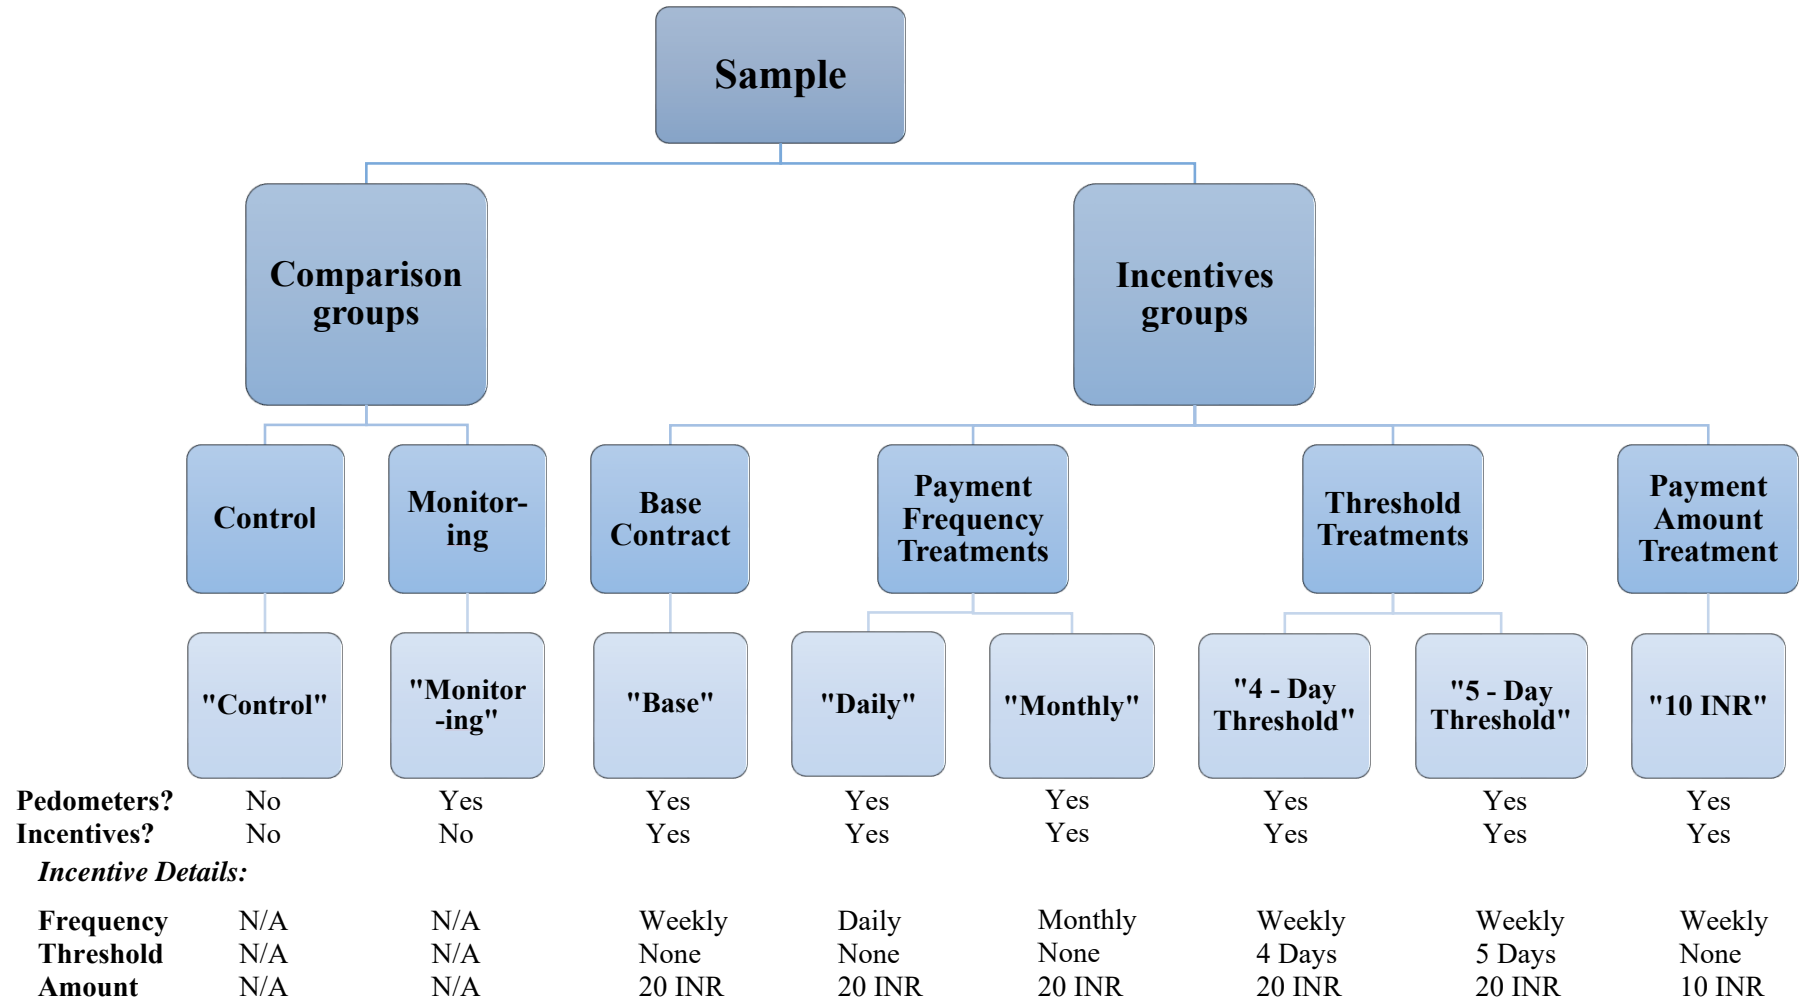 Sample
Comparison
groups
Incentives
groups
Control
Monitor-
ing
Base
Contract
Payment
Frequency
Treatments
Threshold
Treatments
Payment
Amount
Treatment
"Control"
"Monitor
-ing"
"Base"
"Daily"
"Monthly"
"4 - Day
Threshold"
"5 - Day
Threshold"
"10 INR"
Pedometers? No Yes Yes Yes Yes Yes Yes Yes
Incentives? No No Yes Yes Yes Yes Yes Yes
Incentive Details:
Frequency N/A N/A Weekly Daily Monthly Weekly Weekly Weekly
Threshold N/A N/A None None None 4 Days 5 Days None
Amount N/A N/A 20 INR 20 INR 20 INR 20 INR 20 INR 10 INR